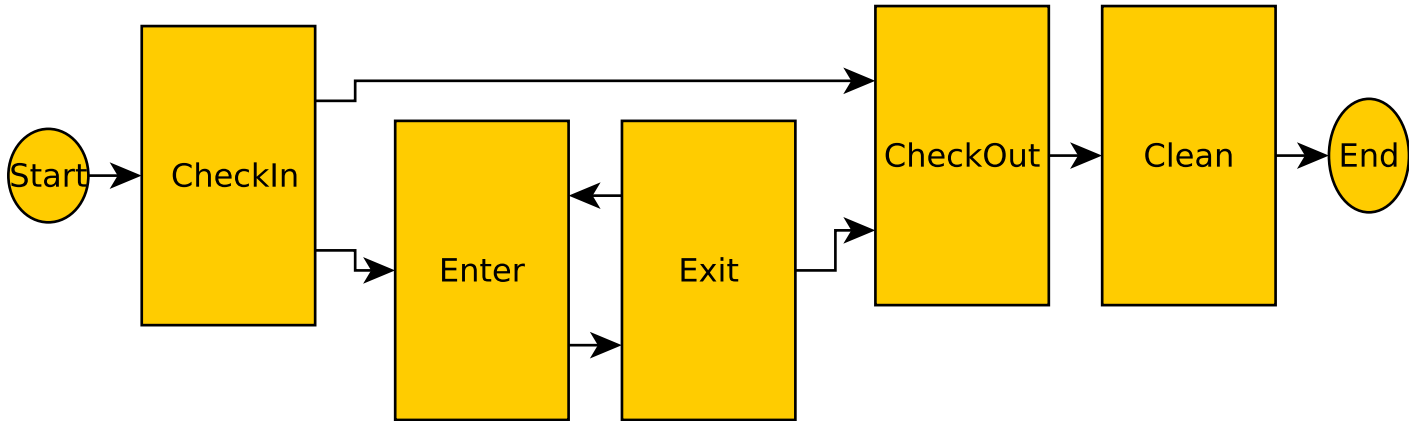 Start
CheckIn
Enter
Exit
CheckOut
Clean
End